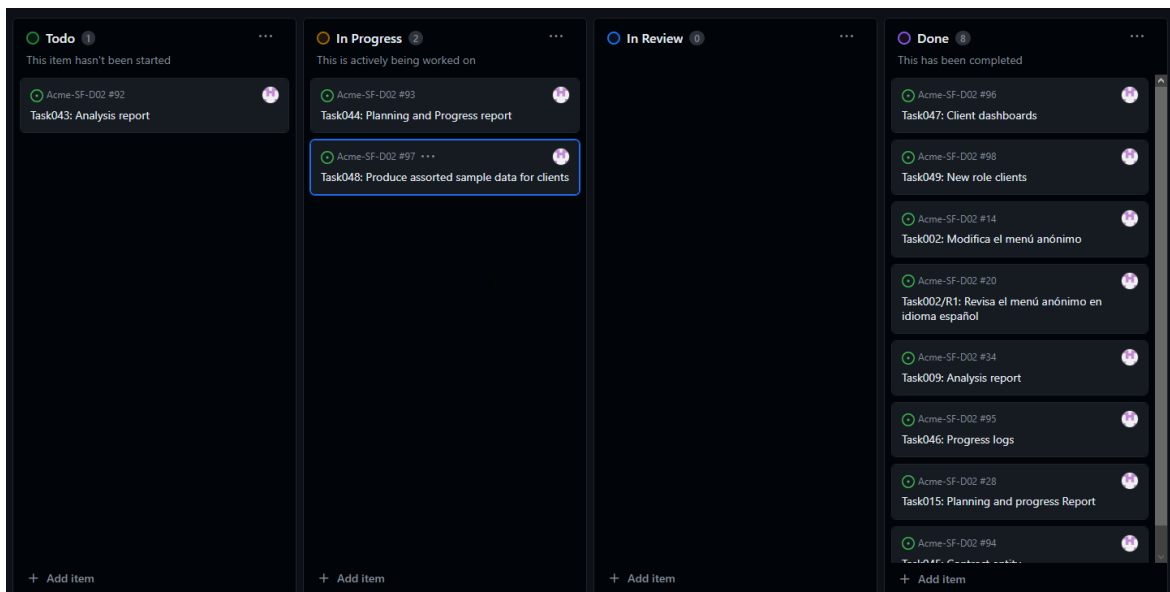 Todo 1
This item hasn't been started
Acme-SF-D02 #92
Task043: Analysis report
+ Add item
In Progress 2
This is actively being worked on
Acme-SF-D02 #93
Task044: Planning and Progress report
Acme-SF-D02 #97
Task048: Produce assorted sample data for clients
+ Add item
In Review 0
+ Add item
Done 8
This has been completed
Acme-SF-D02 #96
Task047: Client dashboards
Acme-SF-D02 #98
Task049: New role clients
Acme-SF-D02 #14
Task002: Modifica el menú anónimo
Acme-SF-D02 #20
Task002/R1: Revisa el menú anónimo en
idioma español
Acme-SF-D02 #34
Task009: Analysis report
Acme-SF-D02 #95
Task046: Progress logs
Acme-SF-D02 #28
Task015: Planning and progress Report
Acme-SF-D02 #94
Task045: Contract entity
+ Add item